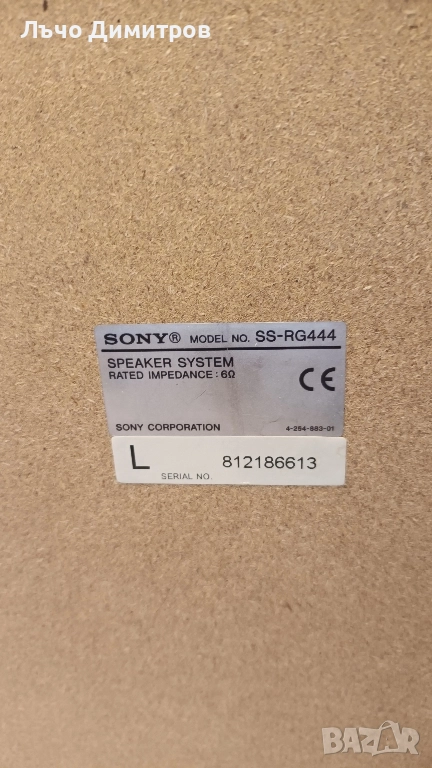 Лъчо Димитров
SONY® MODEL NO. SS-RG444
SPEAKER SYSTEM
RATED IMPEDANCE : 6Ω
CE
SONY CORPORATION 4-254-883-01
L SERIAL NO. 812186613
BAZAR